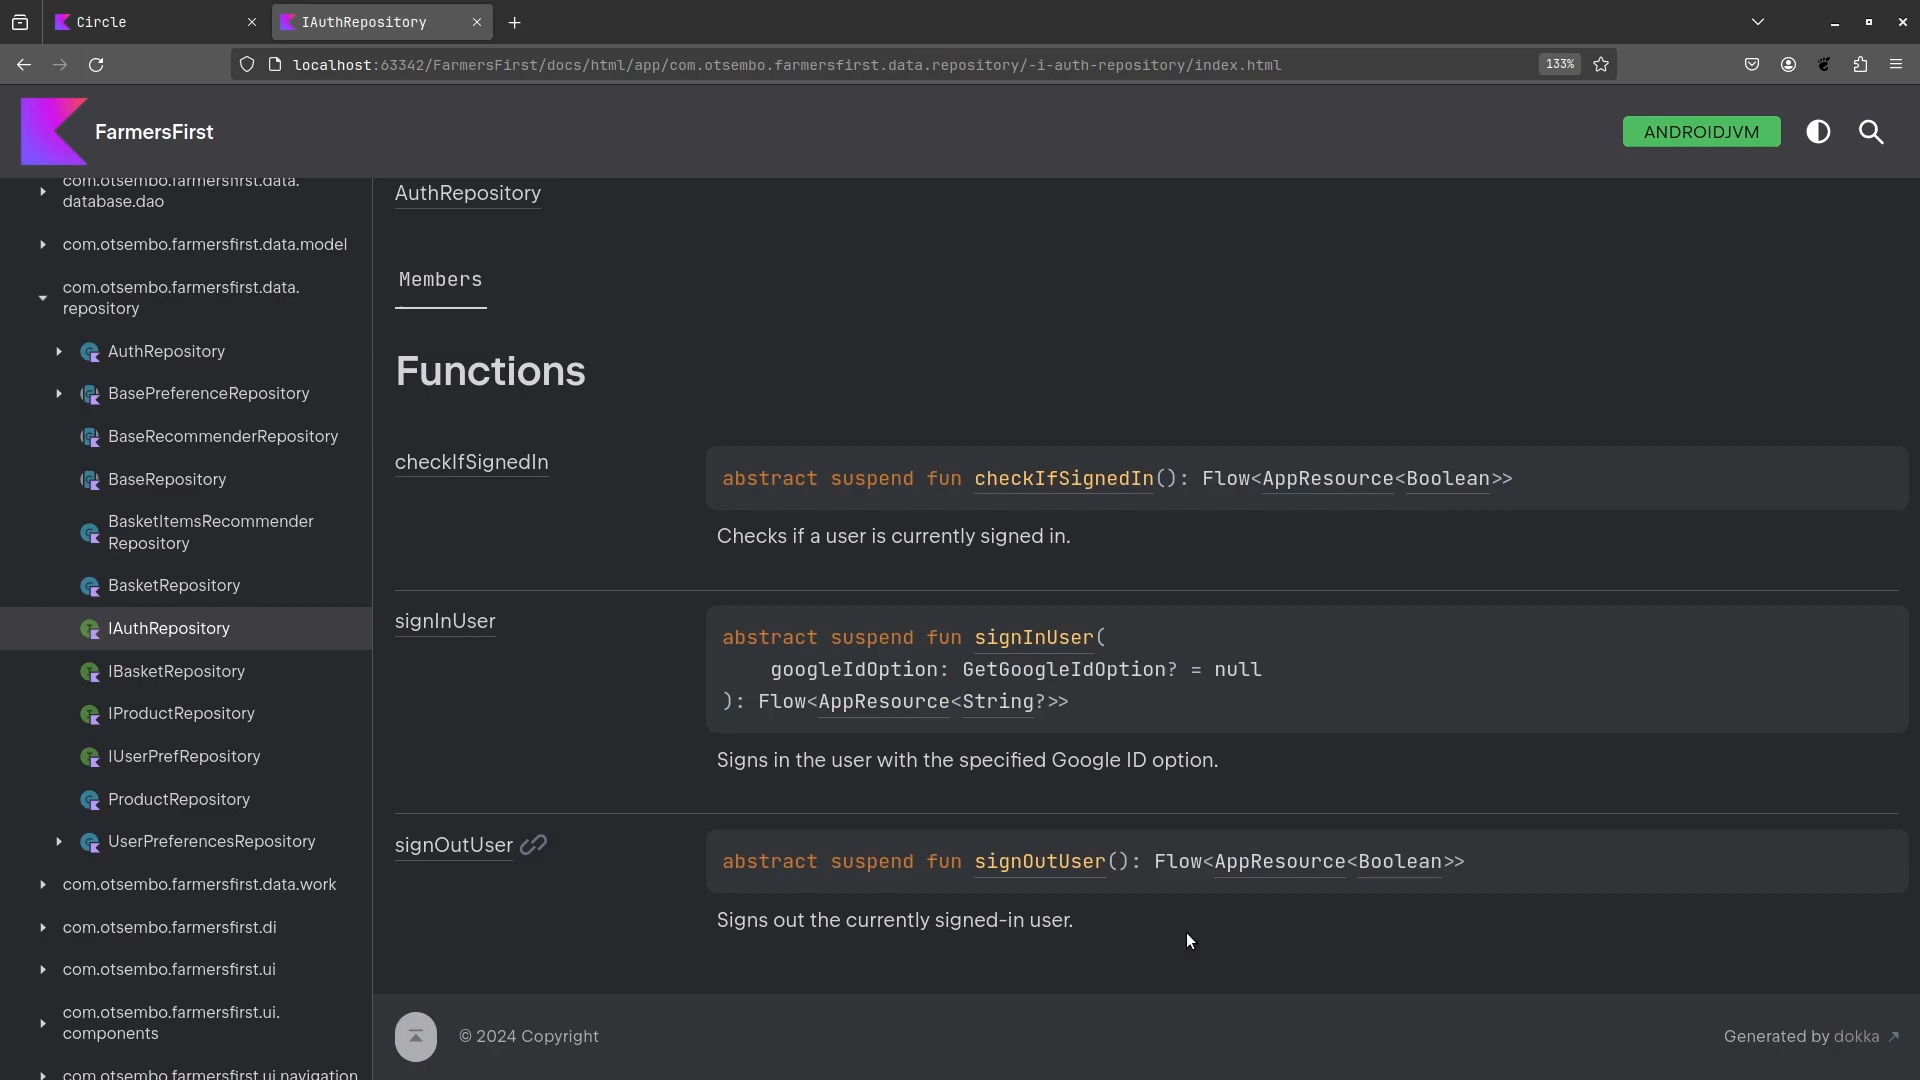 Circle
IAuthRepository
localhost:63342/FarmersFirst/docs/html/app/com.otsembo.farmersfirst.data.repository/-i-auth-repository/index.html
133%
FarmersFirst
ANDROIDJVM
com.otsembo.farmersfirst.data.
database.dao
com.otsembo.farmersfirst.data.model
com.otsembo.farmersfirst.data.
repository
AuthRepository
BasePreferenceRepository
BaseRecommenderRepository
BaseRepository
BasketItemsRecommender
Repository
BasketRepository
IAuthRepository
IBasketRepository
IProductRepository
IUserPrefRepository
ProductRepository
UserPreferencesRepository
com.otsembo.farmersfirst.data.work
com.otsembo.farmersfirst.di
com.otsembo.farmersfirst.ui
com.otsembo.farmersfirst.ui.
components
com.otsembo.farmersfirst.ui.navigation
AuthRepository
Members
Functions
checkIfSignedIn
abstract suspend fun checkIfSignedIn(): Flow<AppResource<Boolean>>
Checks if a user is currently signed in.
signInUser
abstract suspend fun signInUser(
googleIdOption: GetGoogleIdOption? = null
): Flow<AppResource<String?>>
Signs in the user with the specified Google ID option.
signOutUser
abstract suspend fun signOutUser(): Flow<AppResource<Boolean>>
Signs out the currently signed-in user.
© 2024 Copyright
Generated by dokka